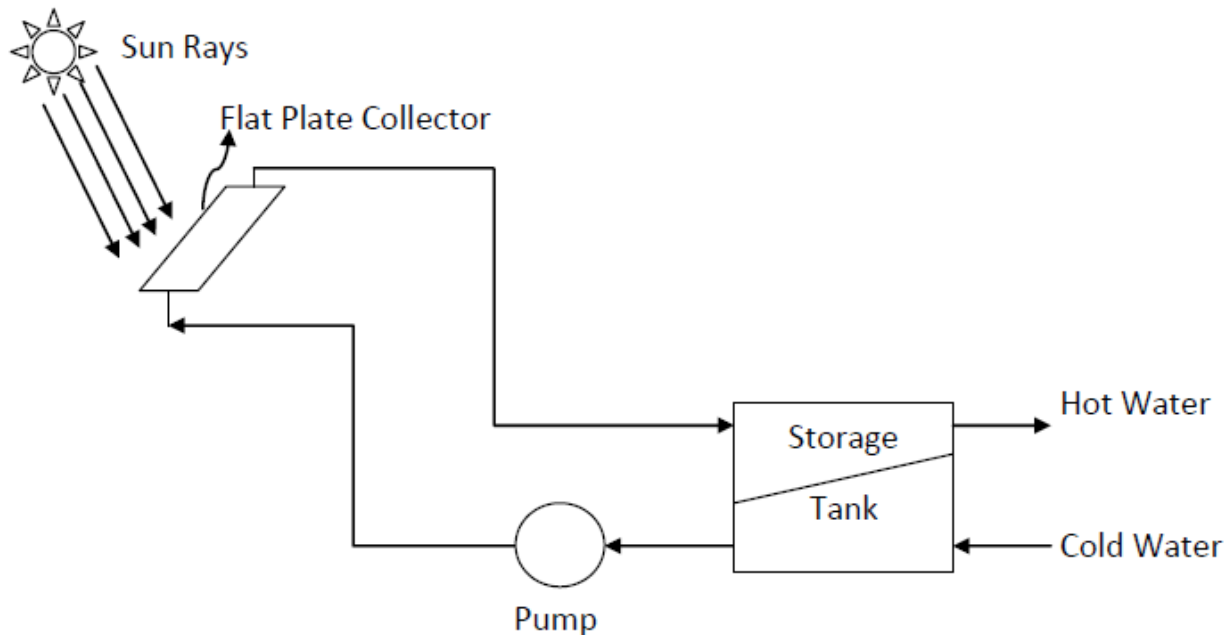 Sun Rays
Flat Plate Collector
Hot Water
Storage
Tank
Cold Water
Pump